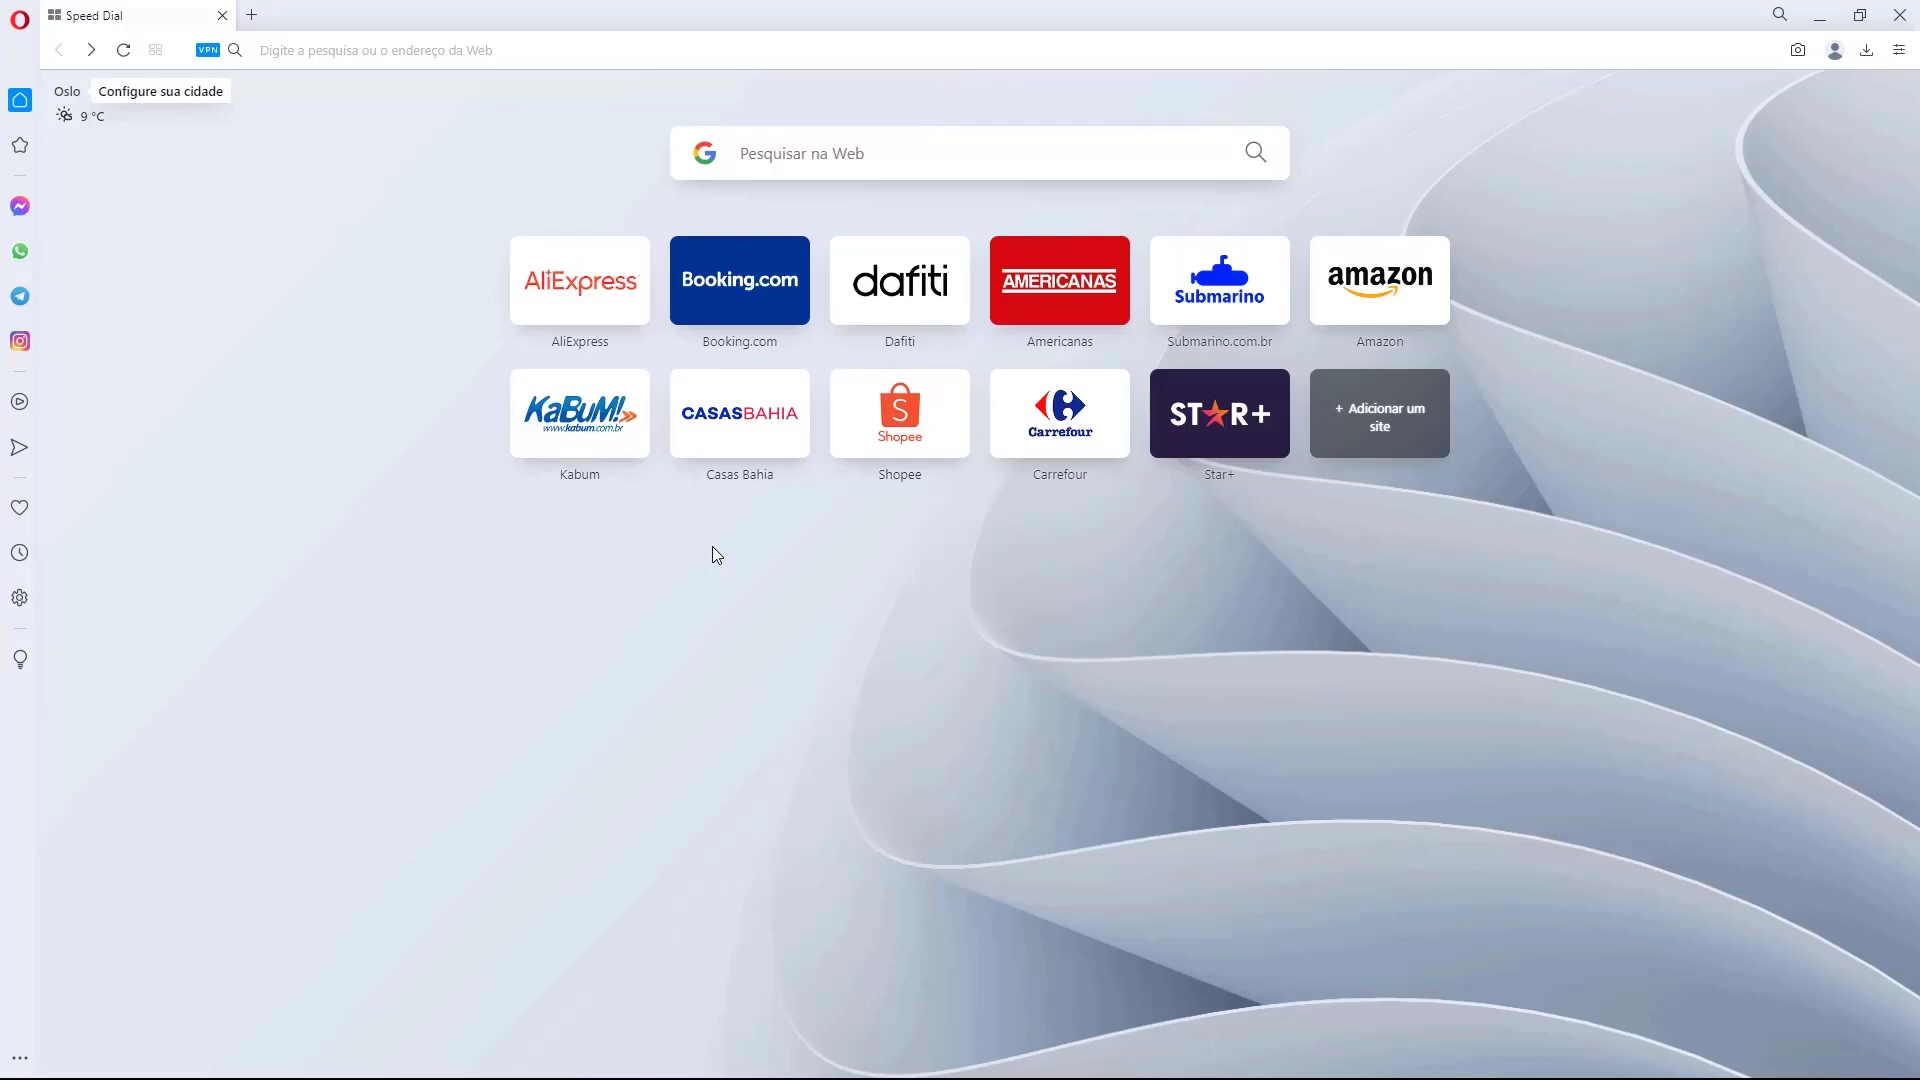 Speed Dial
VPN
Digite a pesquisa ou o endereço da Web
Oslo
Configure sua cidade
9 °C
Pesquisar na Web
AliExpress
Booking.com
dafiti
AMERICANAS
Submarino
amazon
AliExpress
Booking.com
Dafiti
Americanas
Submarino.com.br
Amazon
KaBuM!
www.kabum.com.br
CASASBAHIA
S
Shopee
Carrefour
STAR+
+ Adicionar um
site
Kabum
Casas Bahia
Shopee
Carrefour
Star+